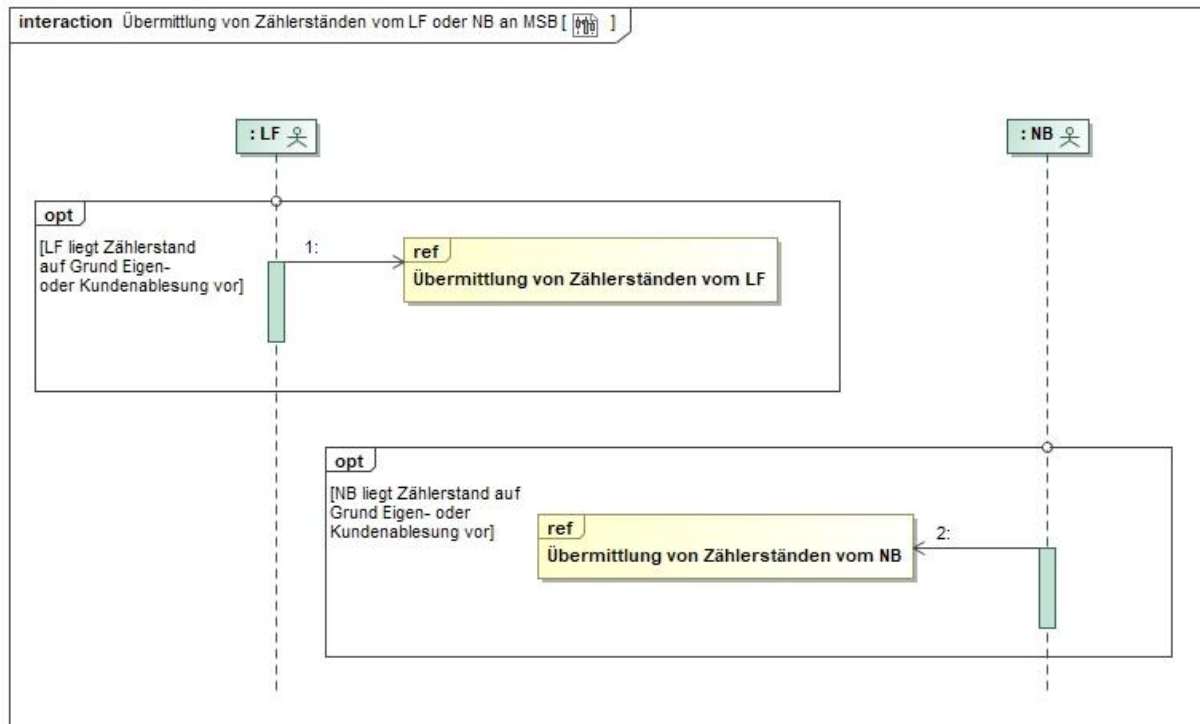 interaction Übermittlung von Zählerständen vom LF oder NB an MSB [ ]
: LF
: NB
opt
[LF liegt Zählerstand
auf Grund Eigen-
oder Kundenablesung vor]
1:
ref
Übermittlung von Zählerständen vom LF
opt
[NB liegt Zählerstand auf
Grund Eigen- oder
Kundenablesung vor]
ref
Übermittlung von Zählerständen vom NB
2: